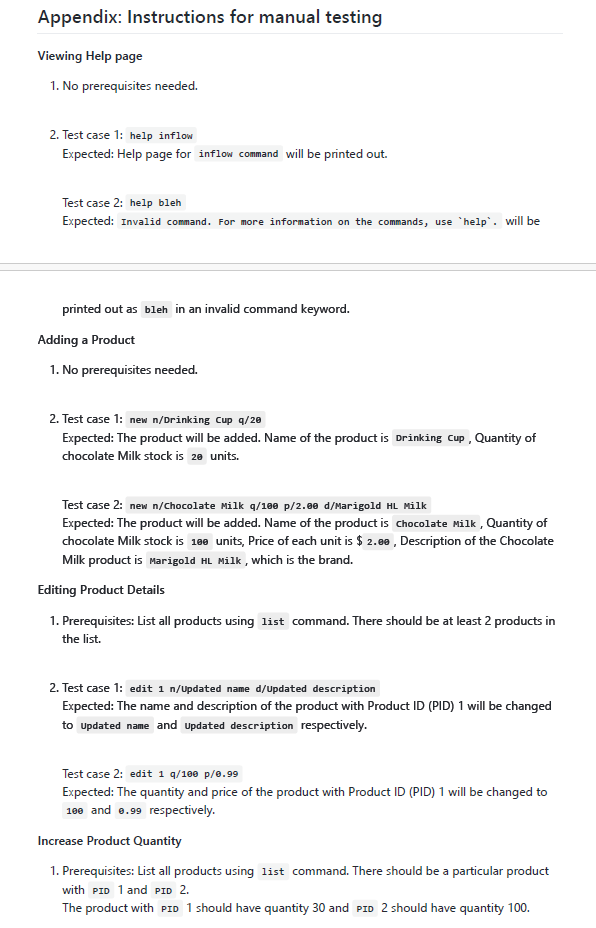 Appendix: Instructions for manual testing
Viewing Help page
1. No prerequisites needed.
2. Test case 1: help inflow
Expected: Help page for inflow command will be printed out.
Test case 2: help bleh
Expected: Invalid command. For more information on the commands, use `help`. will be
printed out as bleh in an invalid command keyword.
Adding a Product
1. No prerequisites needed.
2. Test case 1: new n/Drinking Cup q/20
Expected: The product will be added. Name of the product is Drinking Cup , Quantity of
chocolate Milk stock is 20 units.
Test case 2: new n/Chocolate Milk q/100 p/2.00 d/Marigold HL Milk
Expected: The product will be added. Name of the product is Chocolate Milk , Quantity of
chocolate Milk stock is 100 units, Price of each unit is $ 2.00 , Description of the Chocolate
Milk product is Marigold HL Milk , which is the brand.
Editing Product Details
1. Prerequisites: List all products using list command. There should be at least 2 products in
the list.
2. Test case 1: edit 1 n/Updated name d/Updated description
Expected: The name and description of the product with Product ID (PID) 1 will be changed
to Updated name and Updated description respectively.
Test case 2: edit 1 q/100 p/0.99
Expected: The quantity and price of the product with Product ID (PID) 1 will be changed to
100 and 0.99 respectively.
Increase Product Quantity
1. Prerequisites: List all products using list command. There should be a particular product
with PID 1 and PID 2.
The product with PID 1 should have quantity 30 and PID 2 should have quantity 100.